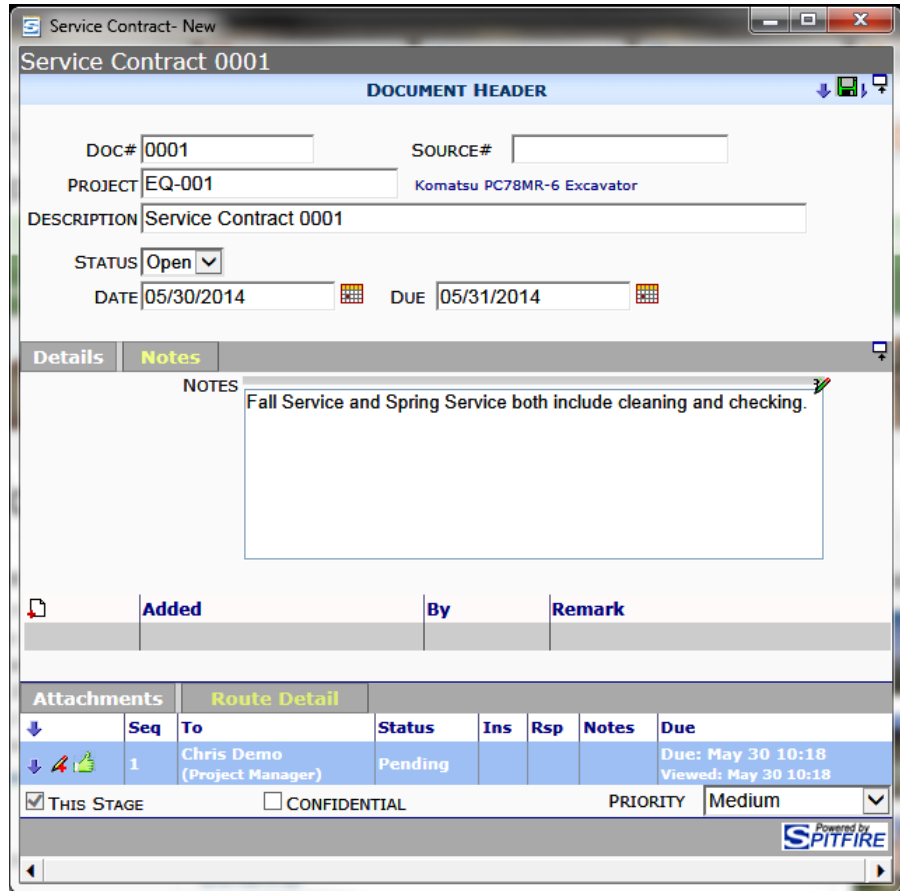 Service Contract- New
Service Contract 0001
DOCUMENT HEADER
DOC# 0001 SOURCE#
PROJECT EQ-001 Komatsu PC78MR-6 Excavator
DESCRIPTION Service Contract 0001
STATUS Open
DATE 05/30/2014 DUE 05/31/2014
Details Notes
NOTES
Fall Service and Spring Service both include cleaning and checking.
Added By Remark
Attachments Route Detail
Seq To Status Ins Rsp Notes Due
1 Chris Demo (Project Manager) Pending Due: May 30 10:18 Viewed: May 30 10:18
THIS STAGE CONFIDENTIAL PRIORITY Medium
Powered by
SPITFIRE